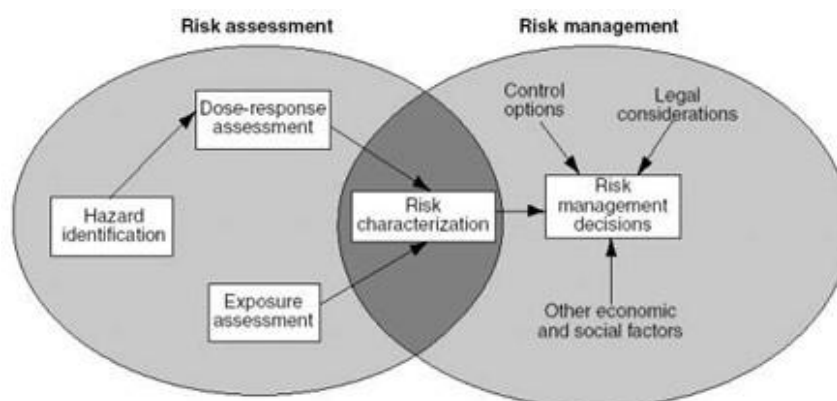 Risk assessment
Risk management
Dose-response
assessment
Control
options
Legal
considerations
Hazard
identification
Risk
characterization
Risk
management
decisions
Exposure
assessment
Other economic
and social factors